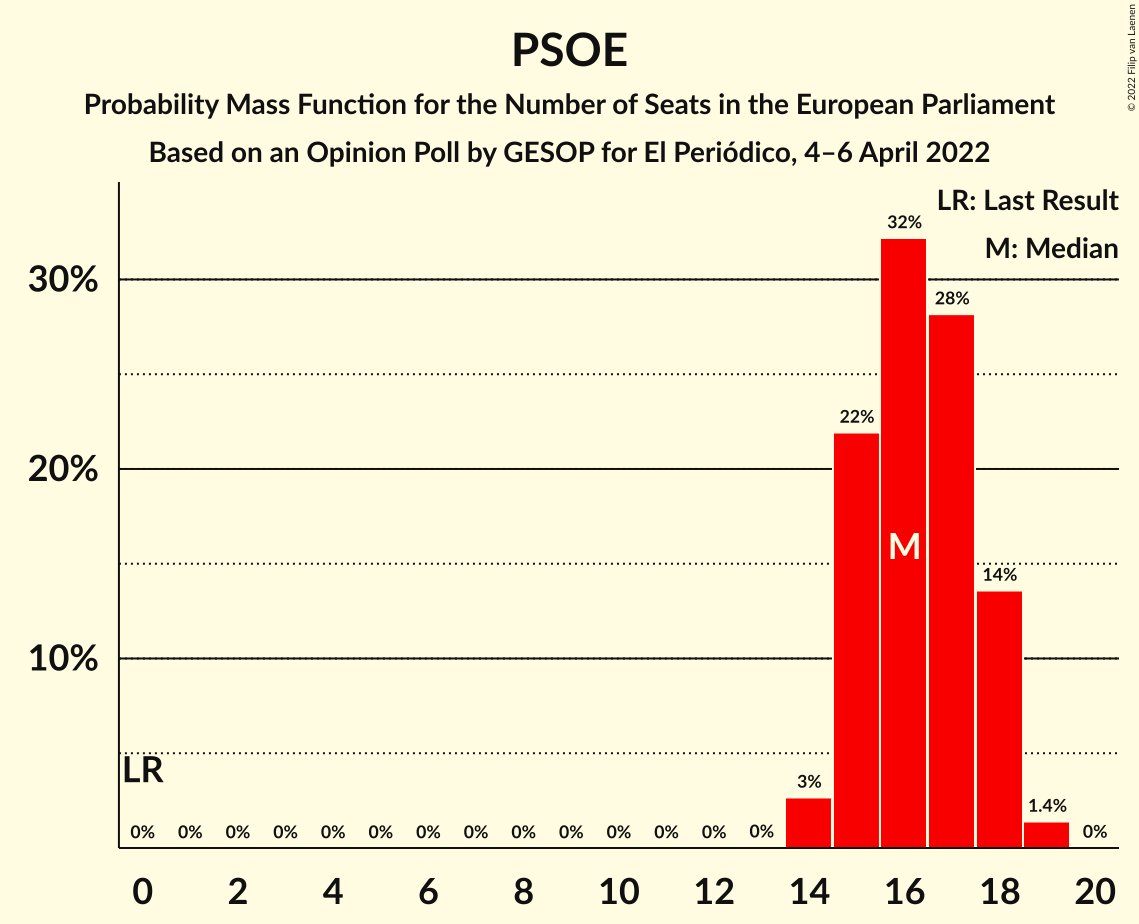 PSOE
Probability Mass Function for the Number of Seats in the European Parliament
Based on an Opinion Poll by GESOP for El Periódico, 4–6 April 2022
© 2022 Filip van Laenen
LR: Last Result
M: Median
30%
20%
10%
32%
28%
22%
M
14%
LR
3%
1.4%
0% 0% 0% 0% 0% 0% 0% 0% 0% 0% 0% 0% 0% 0% 0%
0 2 4 6 8 10 12 14 16 18 20